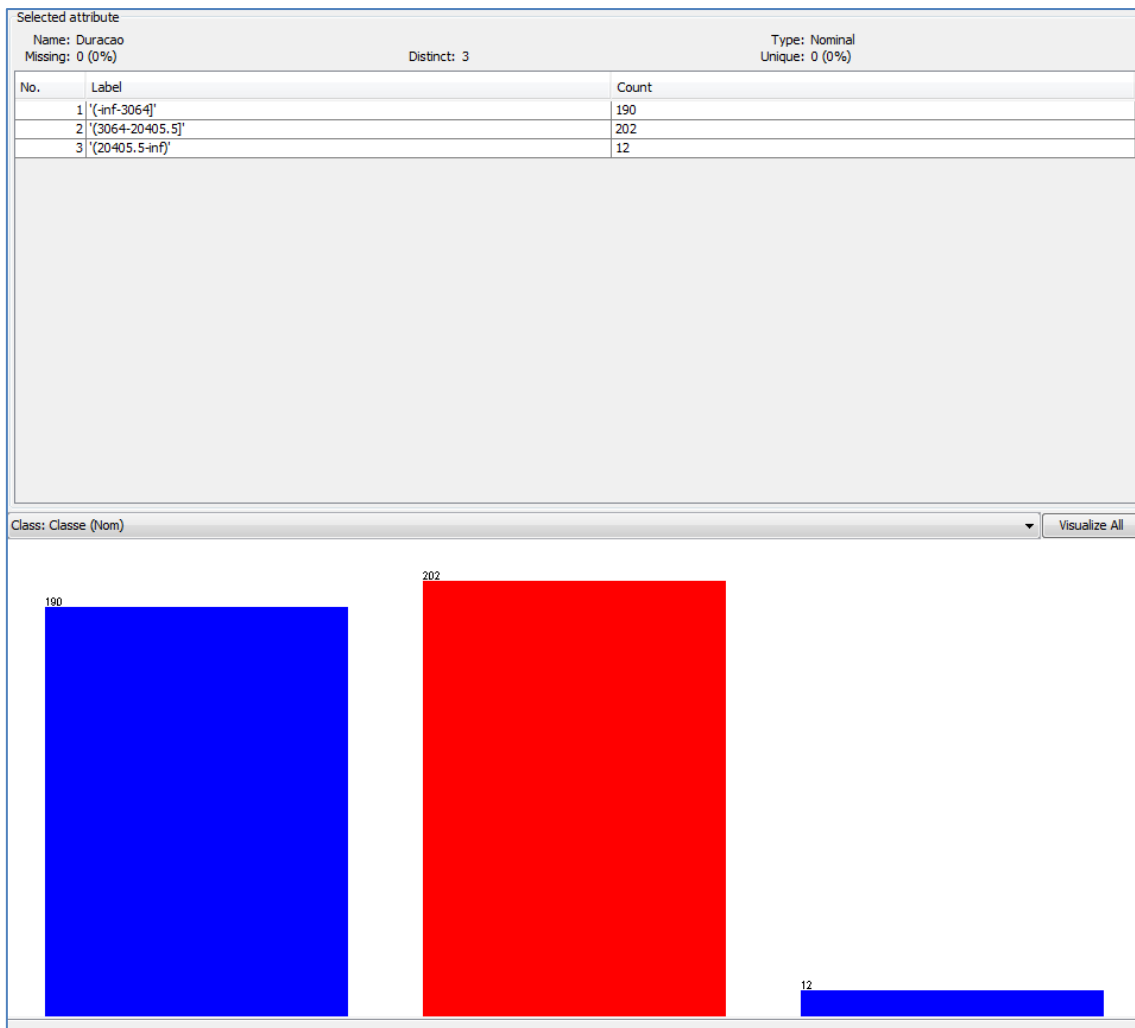 Selected attribute
Name: Duracao Type: Nominal
Missing: 0 (0%) Distinct: 3 Unique: 0 (0%)
No. Label Count
1 '(-inf-3064]' 190
2 '(3064-20405.5]' 202
3 '(20405.5-inf)' 12
Class: Classe (Nom) Visualize All
202
190
12